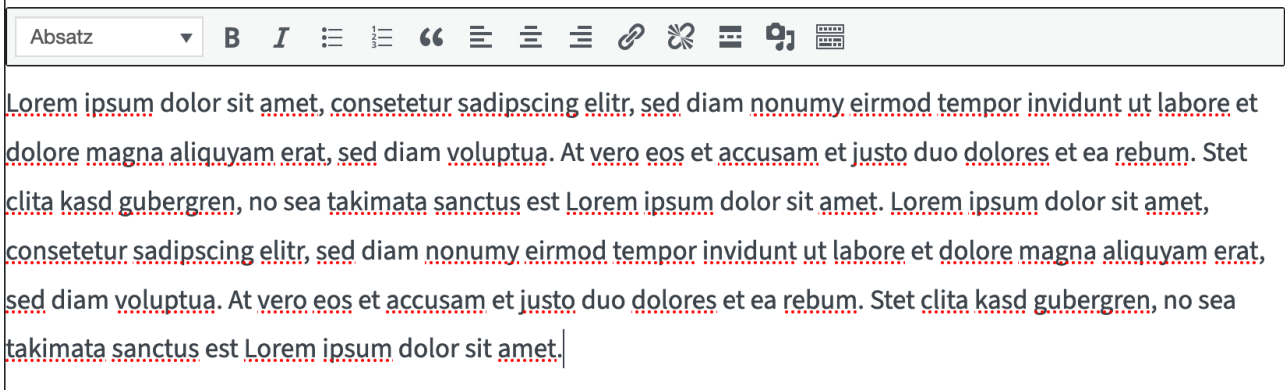 Absatz
B I
Lorem ipsum dolor sit amet, consetetur sadipscing elitr, sed diam nonumy eirmod tempor invidunt ut labore et
dolore magna aliquyam erat, sed diam voluptua. At vero eos et accusam et justo duo dolores et ea rebum. Stet
clita kasd gubergren, no sea takimata sanctus est Lorem ipsum dolor sit amet. Lorem ipsum dolor sit amet,
consetetur sadipscing elitr, sed diam nonumy eirmod tempor invidunt ut labore et dolore magna aliquyam erat,
sed diam voluptua. At vero eos et accusam et justo duo dolores et ea rebum. Stet clita kasd gubergren, no sea
takimata sanctus est Lorem ipsum dolor sit amet.